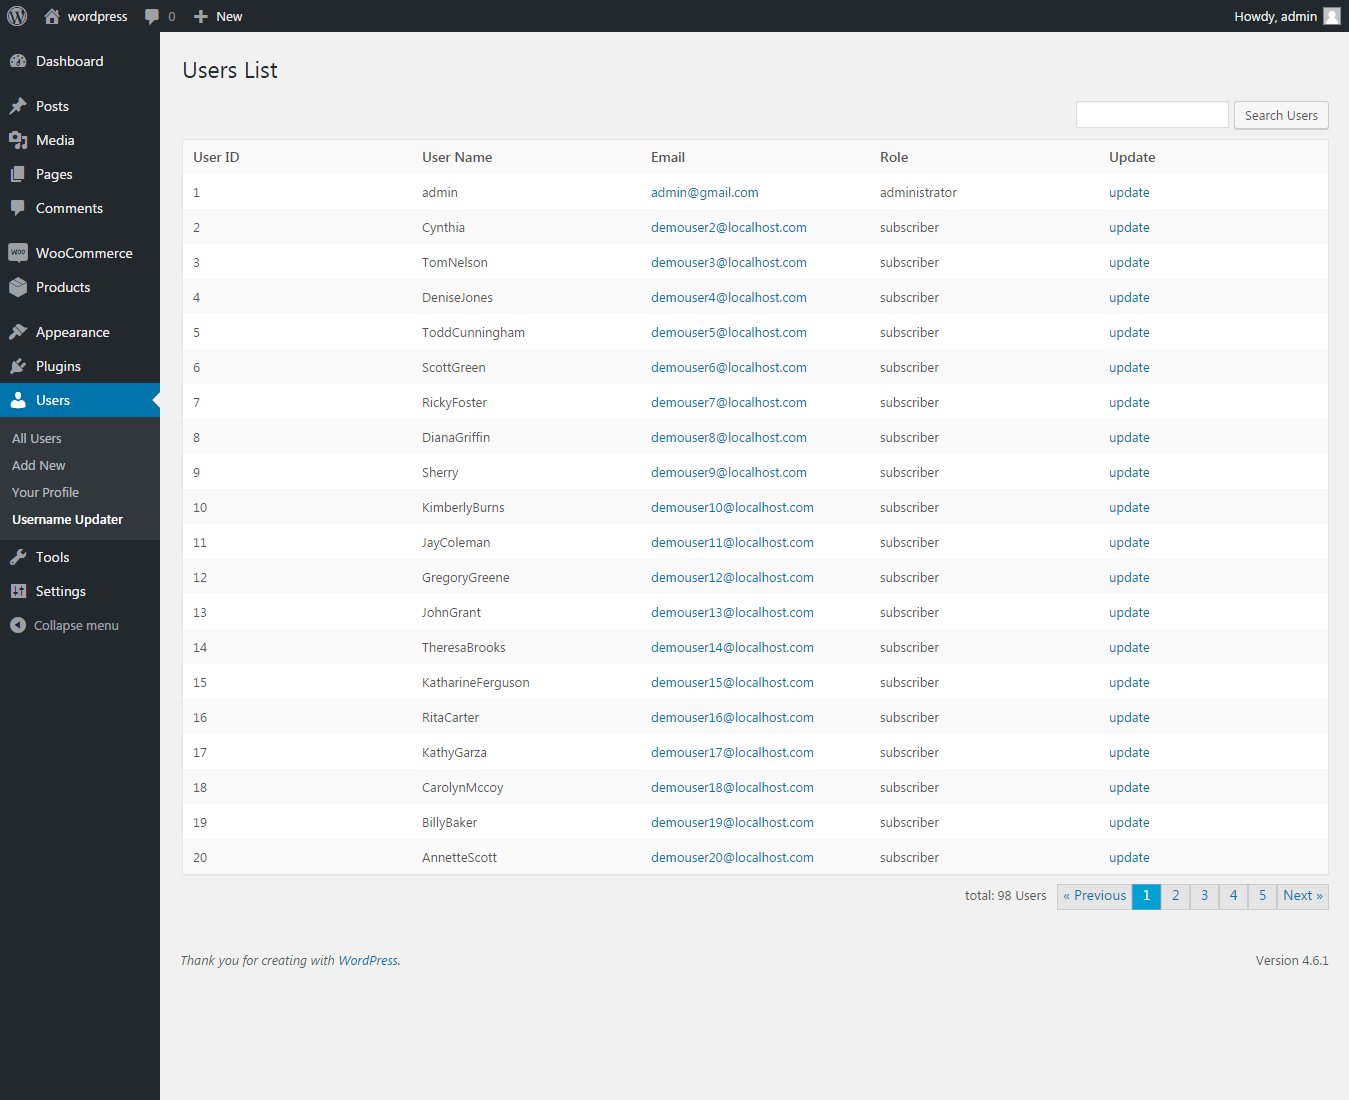 wordpress 0 New Howdy, admin
Dashboard
Posts
Media
Pages
Comments
WOO WooCommerce
Products
Appearance
Plugins
Users
All Users
Add New
Your Profile
Username Updater
Tools
Settings
Collapse menu
Users List
Search Users
User ID User Name Email Role Update
1 admin admin@gmail.com administrator update
2 Cynthia demouser2@localhost.com subscriber update
3 TomNelson demouser3@localhost.com subscriber update
4 DeniseJones demouser4@localhost.com subscriber update
5 ToddCunningham demouser5@localhost.com subscriber update
6 ScottGreen demouser6@localhost.com subscriber update
7 RickyFoster demouser7@localhost.com subscriber update
8 DianaGriffin demouser8@localhost.com subscriber update
9 Sherry demouser9@localhost.com subscriber update
10 KimberlyBurns demouser10@localhost.com subscriber update
11 JayColeman demouser11@localhost.com subscriber update
12 GregoryGreene demouser12@localhost.com subscriber update
13 JohnGrant demouser13@localhost.com subscriber update
14 TheresaBrooks demouser14@localhost.com subscriber update
15 KatharineFerguson demouser15@localhost.com subscriber update
16 RitaCarter demouser16@localhost.com subscriber update
17 KathyGarza demouser17@localhost.com subscriber update
18 CarolynMccoy demouser18@localhost.com subscriber update
19 BillyBaker demouser19@localhost.com subscriber update
20 AnnetteScott demouser20@localhost.com subscriber update
total: 98 Users « Previous 1 2 3 4 5 Next »
Thank you for creating with WordPress. Version 4.6.1